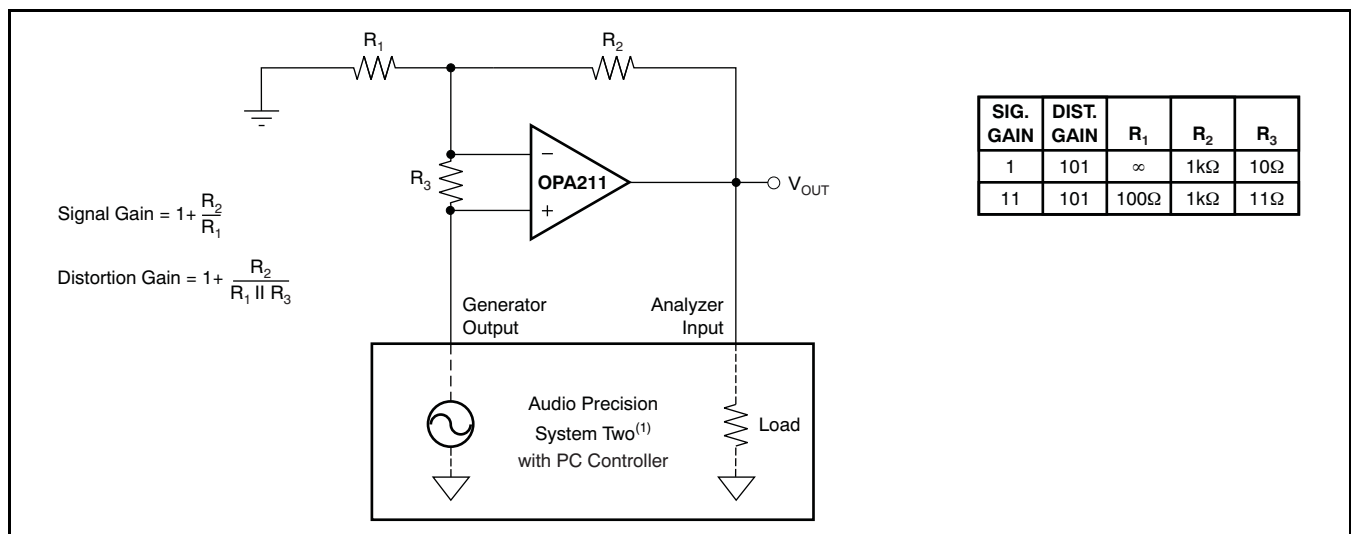 R1
R2
SIG. GAIN DIST. GAIN R1 R2 R3
1 101 ∞ 1kΩ 10Ω
11 101 100Ω 1kΩ 11Ω
R3
−
+
OPA211
VOUT
Signal Gain = 1+ R2/R1
Distortion Gain = 1+ R2/R1 II R3
Generator
Output
Analyzer
Input
Audio Precision
System Two(1)
with PC Controller
Load